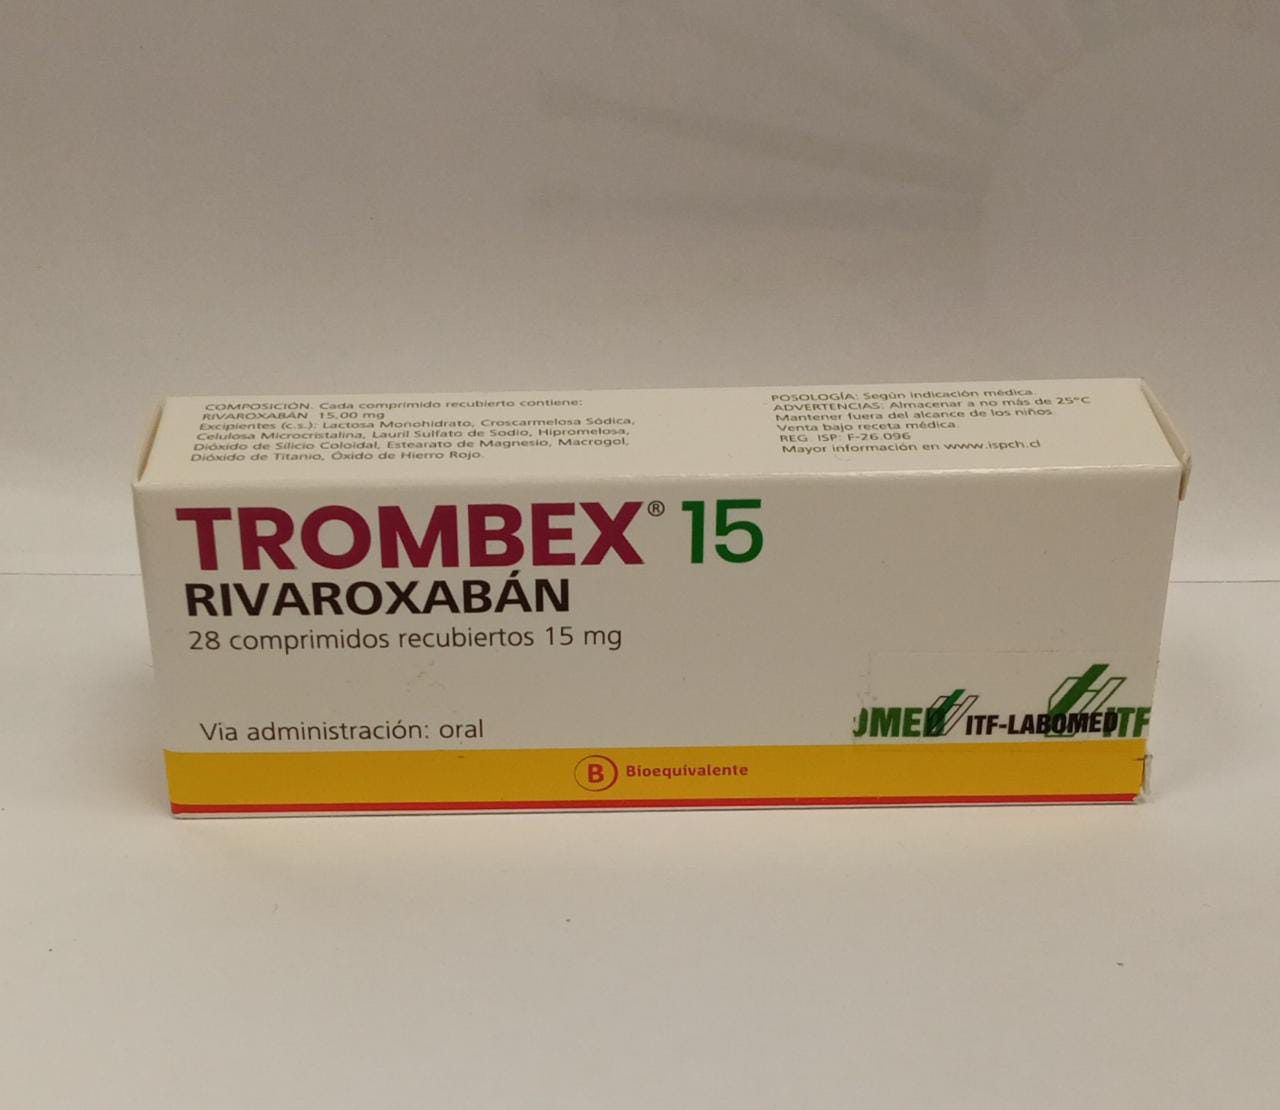 COMPOSICIÓN. Cada comprimido recubierto contiene:
RIVAROXABÁN 15,00 mg
Excipientes (c.s.): Lactosa Monohidrato, Croscarmelosa Sódica,
Celulosa Microcristalina, Lauril Sulfato de Sodio, Hipromelosa,
Dióxido de Silicio Coloidal, Estearato de Magnesio, Macrogol,
Dióxido de Titanio, Óxido de Hierro Rojo.
POSOLOGÍA: Según indicación médica
ADVERTENCIAS: Almacenar a no más de 25°C
Mantener fuera del alcance de los niños
Venta bajo receta médica.
REG. ISP: F-26.096
Mayor información en www.ispch.cl
TROMBEX® 15
RIVAROXABÁN
28 comprimidos recubiertos 15 mg
Via administración: oral
OMED ITF-LABOMED ITF
B Bioequivalente